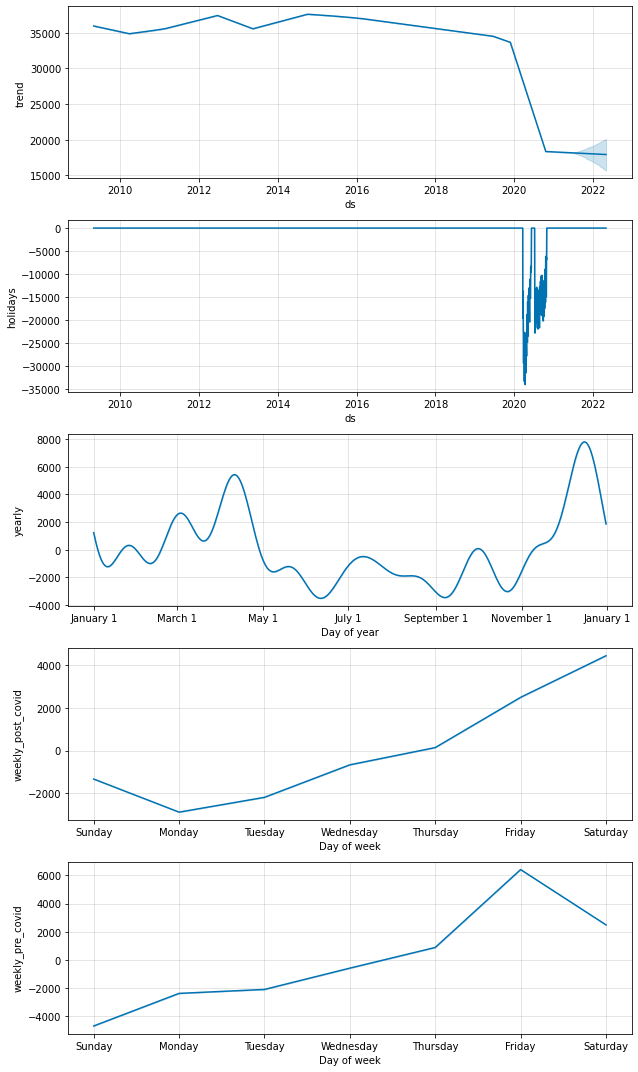 35000
30000
25000
20000
15000
trend
2010 2012 2014 2016 2018 2020 2022
ds
0
−5000
−10000
−15000
−20000
−25000
−30000
−35000
holidays
2010 2012 2014 2016 2018 2020 2022
ds
8000
6000
4000
2000
0
−2000
−4000
yearly
January 1 March 1 May 1 July 1 September 1 November 1 January 1
Day of year
4000
2000
0
−2000
weekly_post_covid
Sunday Monday Tuesday Wednesday Thursday Friday Saturday
Day of week
6000
4000
2000
0
−2000
−4000
weekly_pre_covid
Sunday Monday Tuesday Wednesday Thursday Friday Saturday
Day of week